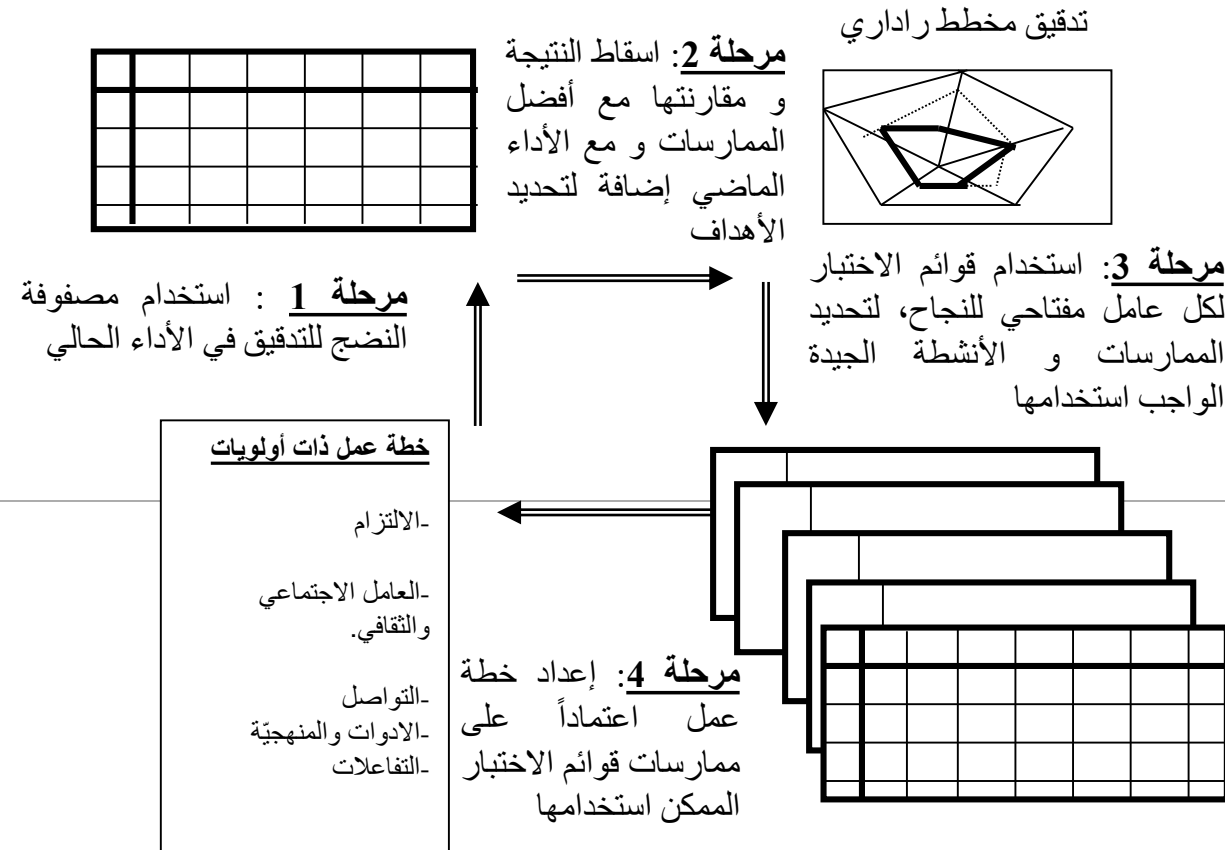 تدقيق مخطط راداري
مرحلة 2: اسقاط النتيجة
و مقارنتها مع أفضل
الممارسات و مع الأداء
الماضي إضافة لتحديد
الأهداف
مرحلة 3: استخدام قوائم الاختبار
لكل عامل مفتاحي للنجاح، لتحديد
الممارسات و الأنشطة الجيدة
الواجب استخدامها
مرحلة 1 : استخدام مصفوفة
النضج للتدقيق في الأداء الحالي
خطة عمل ذات أولويات
-الالتزام
-العامل الاجتماعي
والثقافي.
-التواصل
-الادوات والمنهجيّة
-التفاعلات
مرحلة 4: إعداد خطة
عمل اعتماداً على
ممارسات قوائم الاختبار
الممكن استخدامها